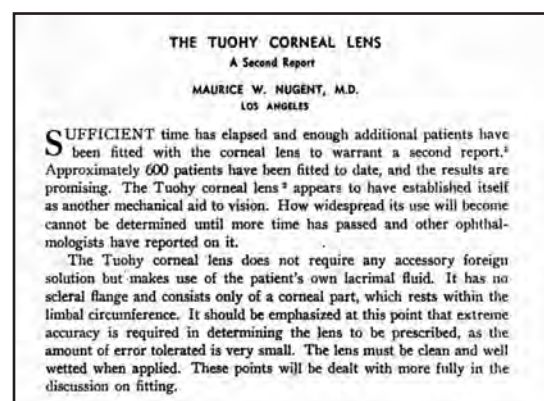 THE TUOHY CORNEAL LENS
A Second Report
MAURICE W. NUGENT, M.D.
LOS ANGELES
SUFFICIENT time has elapsed and enough additional patients have
been fitted with the corneal lens to warrant a second report.¹
Approximately 600 patients have been fitted to date, and the results are
promising. The Tuohy corneal lens ² appears to have established itself
as another mechanical aid to vision. How widespread its use will become
cannot be determined until more time has passed and other ophthal-
mologists have reported on it.
The Tuohy corneal lens does not require any accessory foreign
solution but makes use of the patient's own lacrimal fluid. It has no
scleral flange and consists only of a corneal part, which rests within the
limbal circumference. It should be emphasized at this point that extreme
accuracy is required in determining the lens to be prescribed, as the
amount of error tolerated is very small. The lens must be clean and well
wetted when applied. These points will be dealt with more fully in the
discussion on fitting.